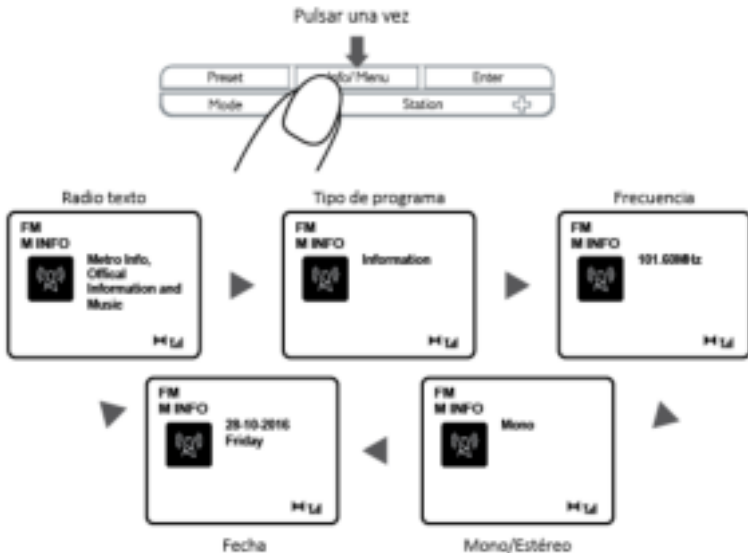 Pulsar una vez
Preset Info/Menu Enter
Mode Station
Radio texto
FM
M INFO
Metro Info,
Offical
Information and
Music
Tipo de programa
FM
M INFO
Information
Frecuencia
FM
M INFO
101.60MHz
FM
M INFO
28-10-2016
Friday
Fecha
FM
M INFO
Mono
Mono/Estéreo